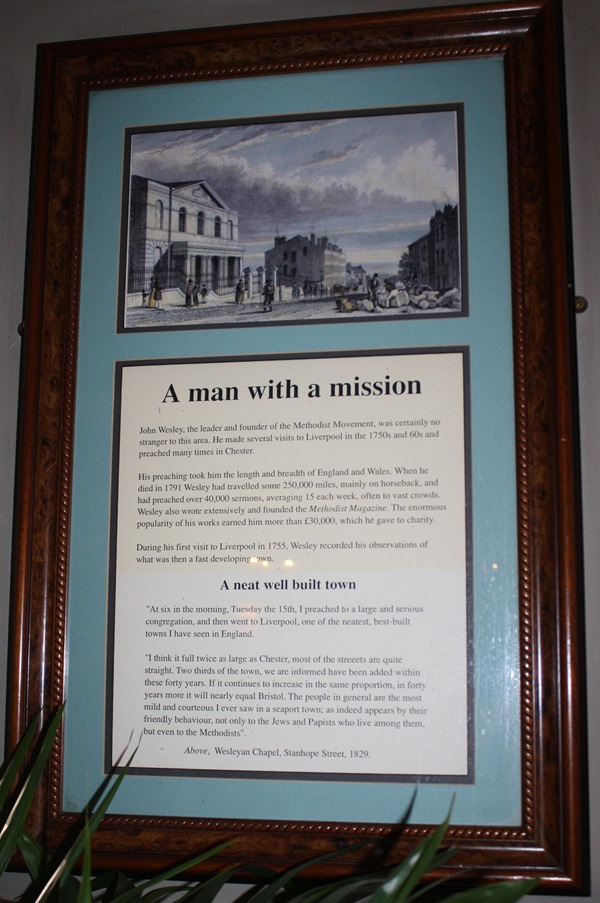 A man with a mission
John Wesley, the leader and founder of the Methodist Movement, was certainly no
stranger to this area. He made several visits to Liverpool in the 1750s and 60s and
preached many times in Chester.
His preaching took him the length and breadth of England and Wales. When he
died in 1791 Wesley had travelled some 250,000 miles, mainly on horseback, and
had preached over 40,000 sermons, averaging 15 each week, often to vast crowds.
Wesley also wrote extensively and founded the Methodist Magazine. The enormous
popularity of his works earned him more than £30,000, which he gave to charity.
During his first visit to Liverpool in 1755, Wesley recorded his observations of
what was then a fast developing town.
A neat well built town
"At six in the morning, Tuesday the 15th, I preached to a large and serious
congregation, and then went to Liverpool, one of the neatest, best-built
towns I have seen in England.
"I think it full twice as large as Chester, most of the streeets are quite
straight. Two thirds of the town, we are informed have been added within
these forty years. If it continues to increase in the same proportion, in forty
years more it will nearly equal Bristol. The people in general are the most
mild and courteous I ever saw in a seaport town; as indeed appears by their
friendly behaviour, not only to the Jews and Papists who live among them,
but even to the Methodists".
Above, Wesleyan Chapel, Stanhope Street, 1829.